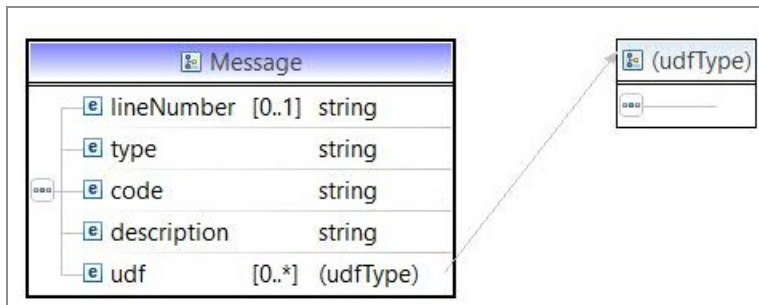 Message
(udfType)
lineNumber [0..1] string
type string
code string
description string
udf [0..*] (udfType)